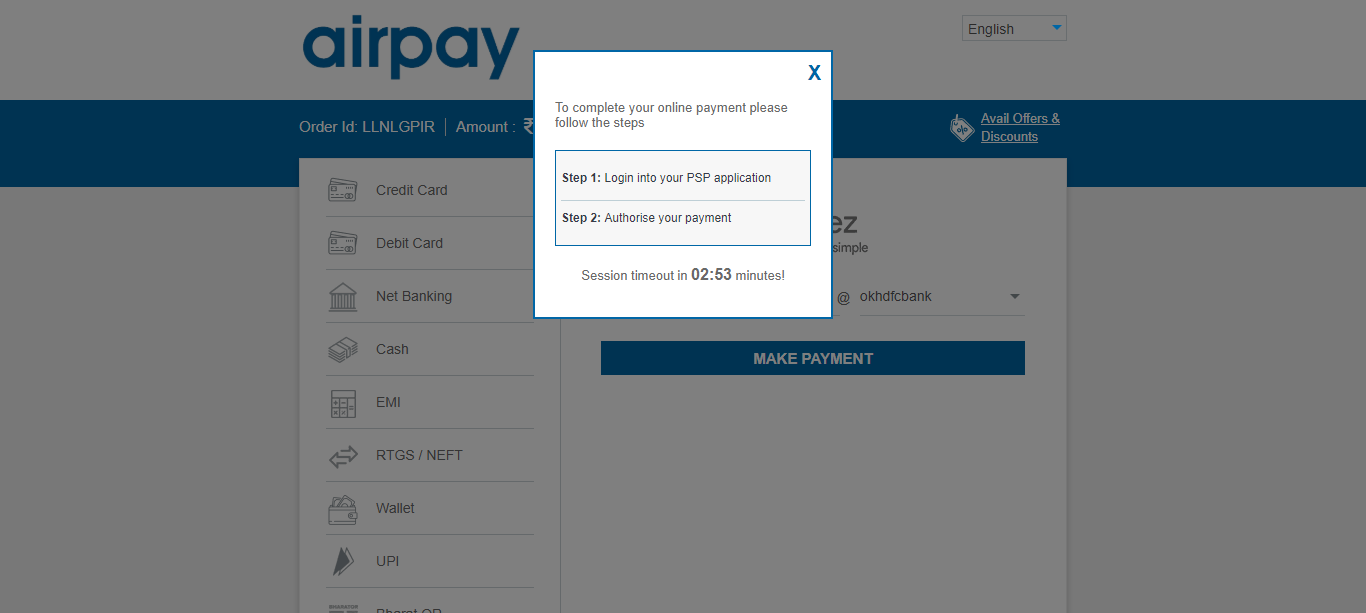 airpay
English
Order Id: LLNLGPIR
Amount : ₹
Avail Offers &
Discounts
X
To complete your online payment please
follow the steps
Step 1: Login into your PSP application
Step 2: Authorise your payment
Session timeout in 02:53 minutes!
Credit Card
Debit Card
Net Banking
Cash
EMI
RTGS / NEFT
Wallet
UPI
Bharat QR
ez
simple
@ okhdfcbank
MAKE PAYMENT